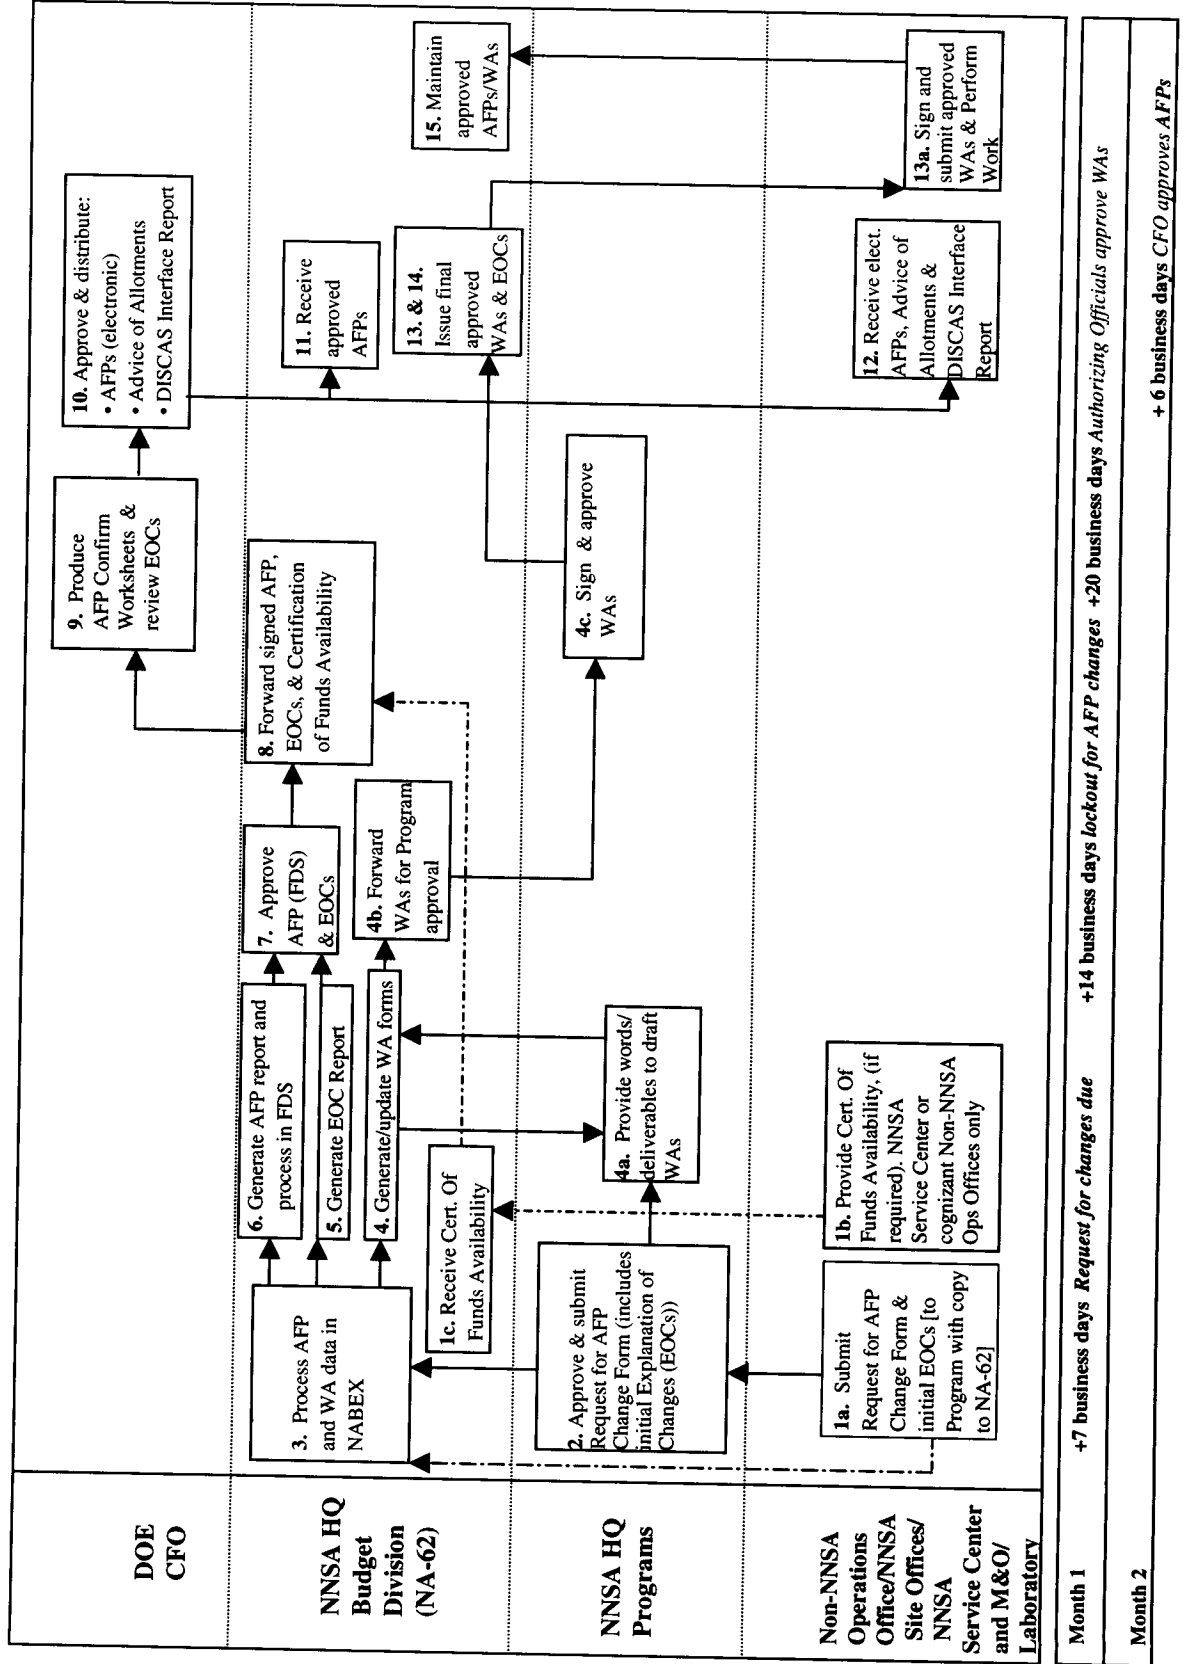 DOE
CFO
9. Produce
AFP Confirm
Worksheets &
review EOCs
10. Approve & distribute:
• AFPs (electronic)
• Advice of Allotments
• DISCAS Interface Report
NNSA HQ
Budget
Division
(NA-62)
3. Process AFP
and WA data in
NABEX
6. Generate AFP report and
process in FDS
5. Generate EOC Report
4. Generate/update WA forms
1c. Receive Cert. Of
Funds Availability
7. Approve
AFP (FDS)
& EOCs
4b. Forward
WAs for Program
approval
8. Forward signed AFP,
EOCs, & Certification
of Funds Availability
11. Receive
approved
AFPs
13. & 14.
Issue final
approved
WAs & EOCs
15. Maintain
approved
AFPs/WAs
NNSA HQ
Programs
2. Approve & submit
Request for AFP
Change Form (includes
initial Explanation of
Changes (EOCs))
4a. Provide words/
deliverables to draft
WAs
4c. Sign & approve
WAs
Non-NNSA
Operations
Office/NNSA
Site Offices/
NNSA
Service Center
and M&O/
Laboratory
1a. Submit
Request for AFP
Change Form &
initial EOCs [to
Program with copy
to NA-62]
1b. Provide Cert. Of
Funds Availability, (if
required). NNSA
Service Center or
cognizant Non-NNSA
Ops Offices only
12. Receive elect.
AFPs, Advice of
Allotments &
DISCAS Interface
Report
13a. Sign and
submit approved
WAs & Perform
Work
Month 1 +7 business days Request for changes due +14 business days lockout for AFP changes +20 business days Authorizing Officials approve WAs
Month 2 + 6 business days CFO approves AFPs